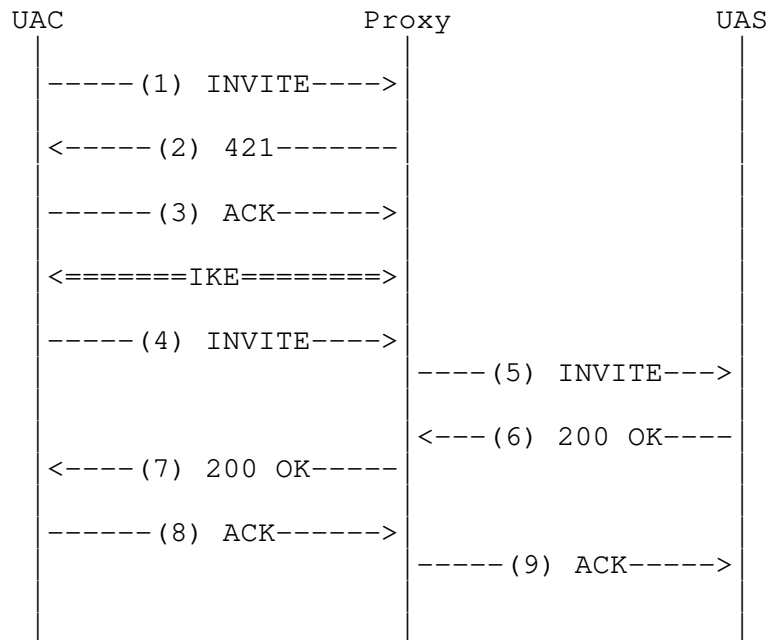 UAC Proxy UAS
-----(1) INVITE---->
<-----(2) 421-------
------(3) ACK------>
<=======IKE========>
-----(4) INVITE---->
----(5) INVITE--->
<---(6) 200 OK----
<----(7) 200 OK-----
------(8) ACK------>
-----(9) ACK----->